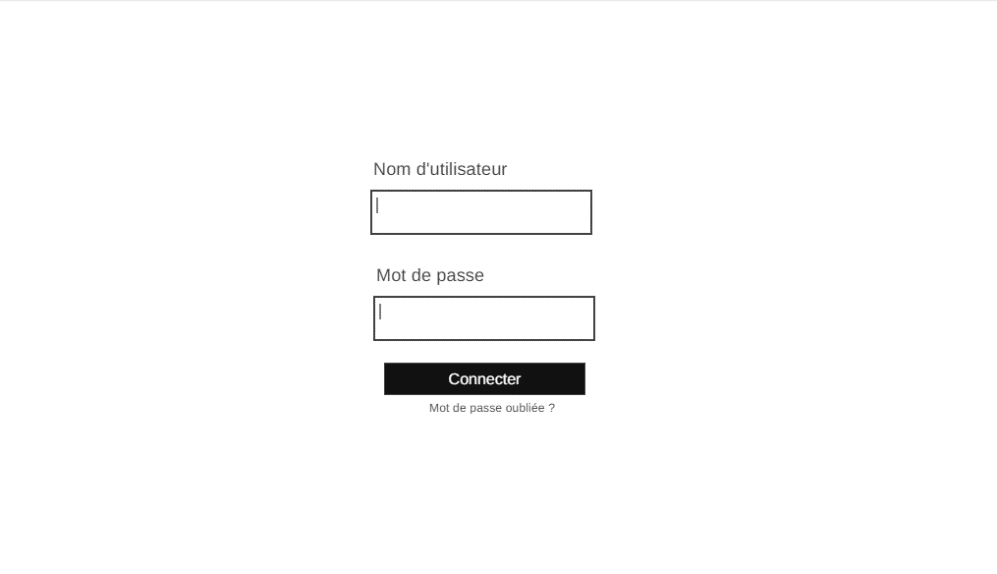 Nom d'utilisateur
Mot de passe
Connecter
Mot de passe oubliée ?